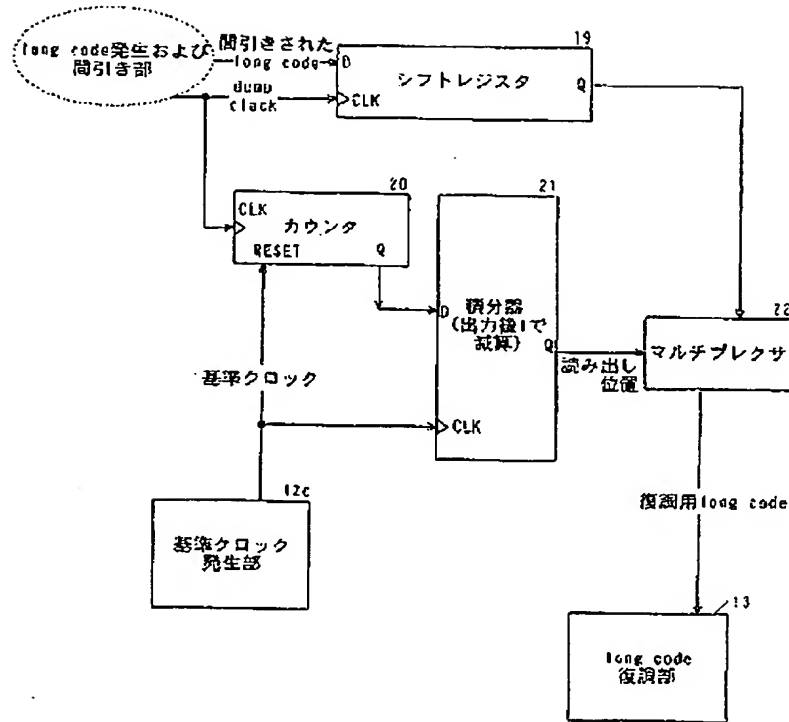 long code発生および
間引き部
間引きされた
long code
dump
clack
19
D
シフトレジスタ
Q
CLK
20
CLK
カウンタ
RESET
Q
21
D
積分器
(出力後1で
減算)
Q
CLK
読み出し
位置
22
マルチプレクサ
基準クロック
12c
基準クロック
発生部
復調用long code
13
long code
復調部